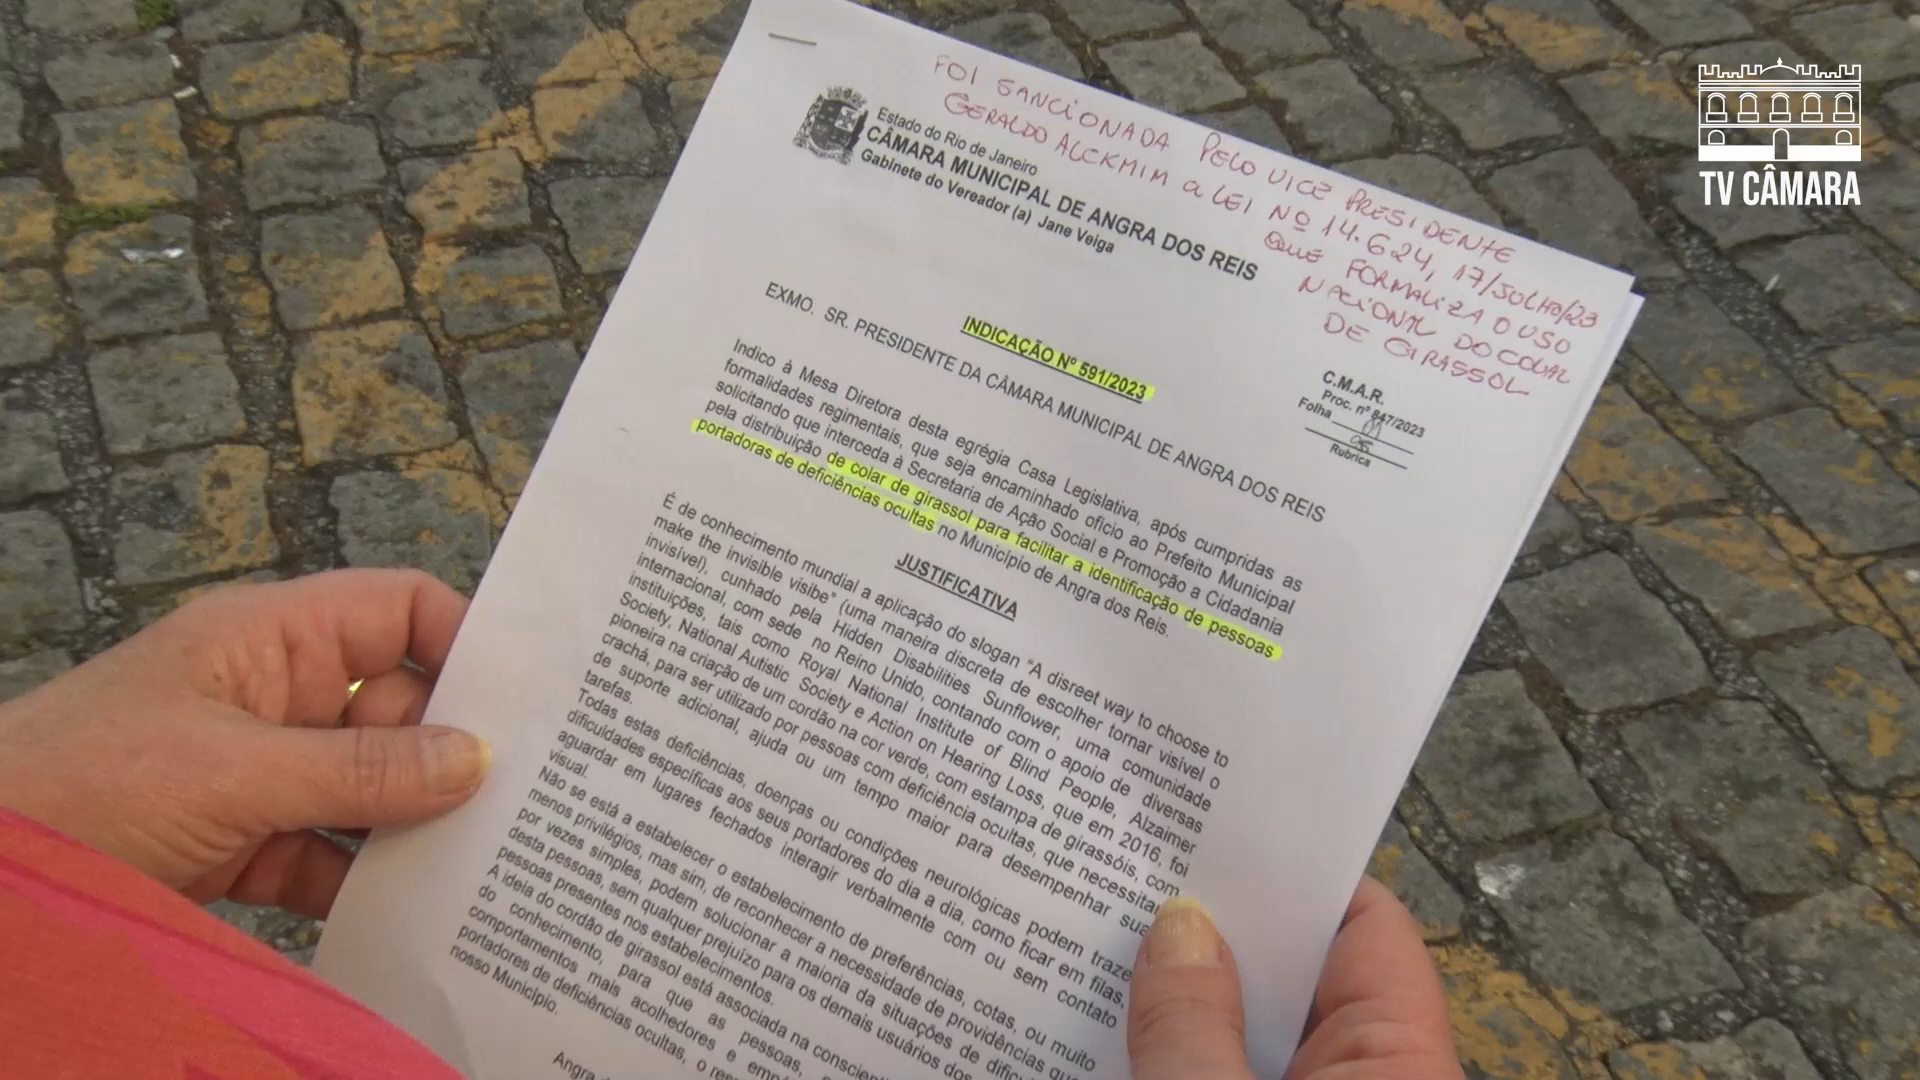 FOI SANCIONADA PELO VICE PRESIDENTE
GERALDO ALCKMIM a LEI Nº 14.624, 17/JULHO/23
QUE FORMALIZA O USO
NACIONAL DO COLAR
DE GIRASSOL
Estado do Rio de Janeiro
CÂMARA MUNICIPAL DE ANGRA DOS REIS
Gabinete do Vereador (a) Jane Veiga
TV CÂMARA
C.M.A.R.
Proc. nº 847/2023
Folha
Rubrica
INDICAÇÃO Nº 591/2023
EXMO. SR. PRESIDENTE DA CÂMARA MUNICIPAL DE ANGRA DOS REIS
Indico à Mesa Diretora desta egrégia Casa Legislativa, após cumpridas as
formalidades regimentais, que seja encaminhado ofício ao Prefeito Municipal
solicitando que interceda à Secretaria de Ação Social e Promoção a Cidadania
pela distribuição de colar de girassol para facilitar a identificação de pessoas
portadoras de deficiências ocultas no Município de Angra dos Reis.
JUSTIFICATIVA
É de conhecimento mundial a aplicação do slogan “A disreet way to choose to
make the invisible visible” (uma maneira discreta de escolher tornar visível o
invisível), cunhado pela Hidden Disabilities Sunflower, uma comunidade
internacional, com sede no Reino Unido, contando com o apoio de diversas
instituições, tais como Royal National Institute of Blind People, Alzaimer
Society, National Autistic Society e Action on Hearing Loss, que em 2016, foi
pioneira na criação de um cordão na cor verde, com estampa de girassóis, com
crachá, para ser utilizado por pessoas com deficiência ocultas, que necessitar
de suporte adicional, ajuda ou um tempo maior para desempenhar sua
tarefas.
Todas estas deficiências, doenças ou condições neurológicas podem traze
dificuldades específicas aos seus portadores do dia a dia, como ficar em filas,
aguardar em lugares fechados interagir verbalmente com ou sem contato
visual.
Não se está a estabelecer o estabelecimento de preferências, cotas, ou muito
menos privilégios, mas sim, de reconhecer a necessidade de providências que
por vezes simples, podem solucionar a maioria da situações de dificu
desta pessoas, sem qualquer prejuízo para os demais usuários dos
pessoas presentes nos estabelecimentos.
A ideia do cordão de girassol está associada na conscient
do conhecimento, para que as pessoas,
comportamentos mais acolhedores e emp
portadores de deficiências ocultas, o res
nosso Município.
Angra